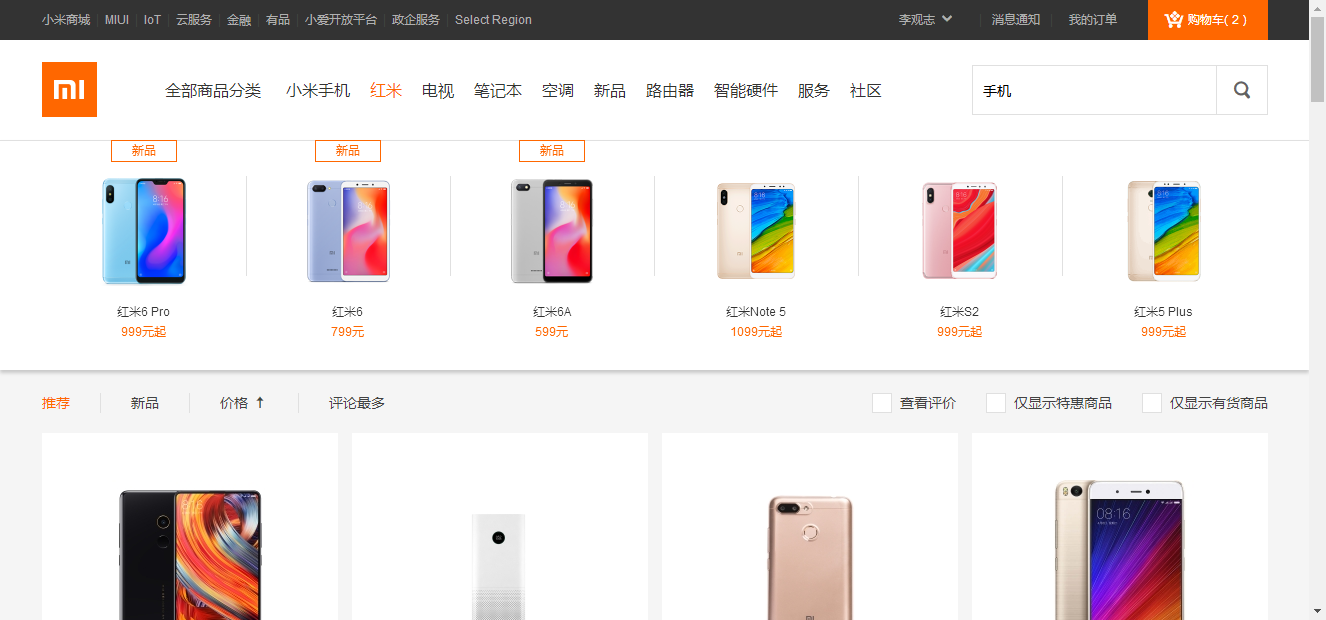 小米商城 MIUI IoT 云服务 金融 有品 小爱开放平台 政企服务 Select Region 李观志 消息通知 我的订单 购物车( 2 )
mi 全部商品分类 小米手机 红米 电视 笔记本 空调 新品 路由器 智能硬件 服务 社区 手机
新品 新品 新品
红米6 Pro 红米6 红米6A 红米Note 5 红米S2 红米5 Plus
999元起 799元 599元 1099元起 999元起 999元起
推荐 新品 价格 ↑ 评论最多 查看评价 仅显示特惠商品 仅显示有货商品
08:16